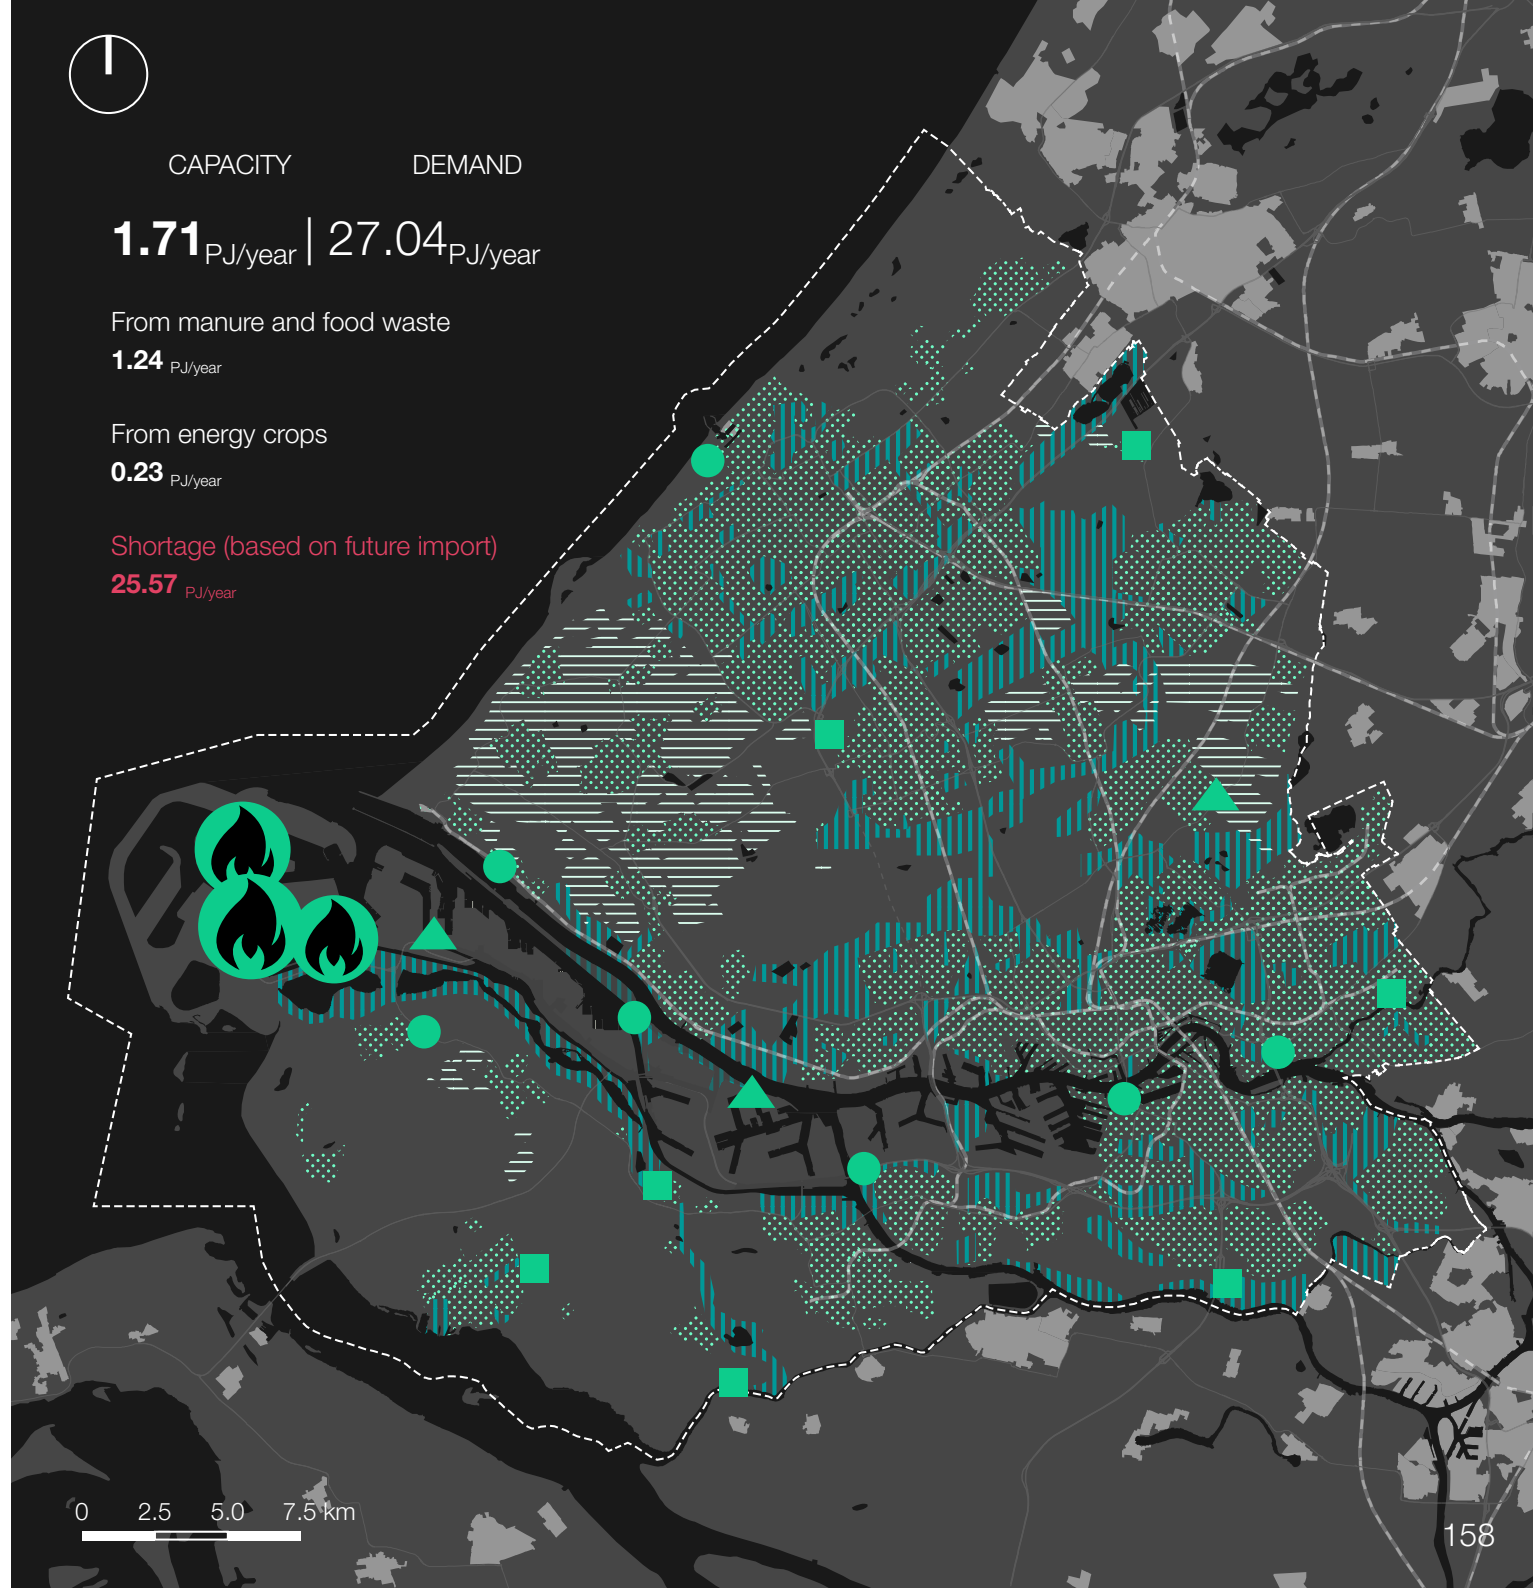 CAPACITY DEMAND
1.71 PJ/year | 27.04 PJ/year
From manure and food waste
1.24 PJ/year
From energy crops
0.23 PJ/year
Shortage (based on future import)
25.57 PJ/year
0 2.5 5.0 7.5 km
158